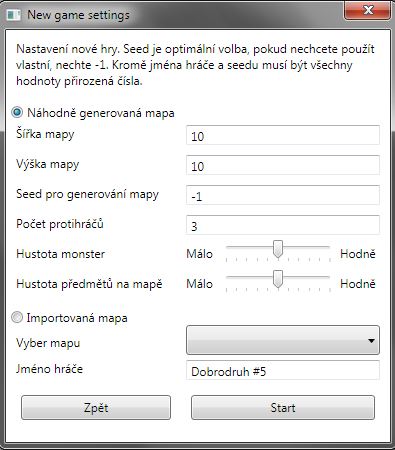 New game settings
Nastavení nové hry. Seed je optimální volba, pokud nechcete použít
vlastní, nechte -1. Kromě jména hráče a seedu musí být všechny
hodnoty přirozená čísla.
Náhodně generovaná mapa
Šířka mapy 10
Výška mapy 10
Seed pro generování mapy -1
Počet protihráčů 3
Hustota monster Málo Hodně
Hustota předmětů na mapě Málo Hodně
Importovaná mapa
Vyber mapu
Jméno hráče Dobrodruh #5
Zpět Start